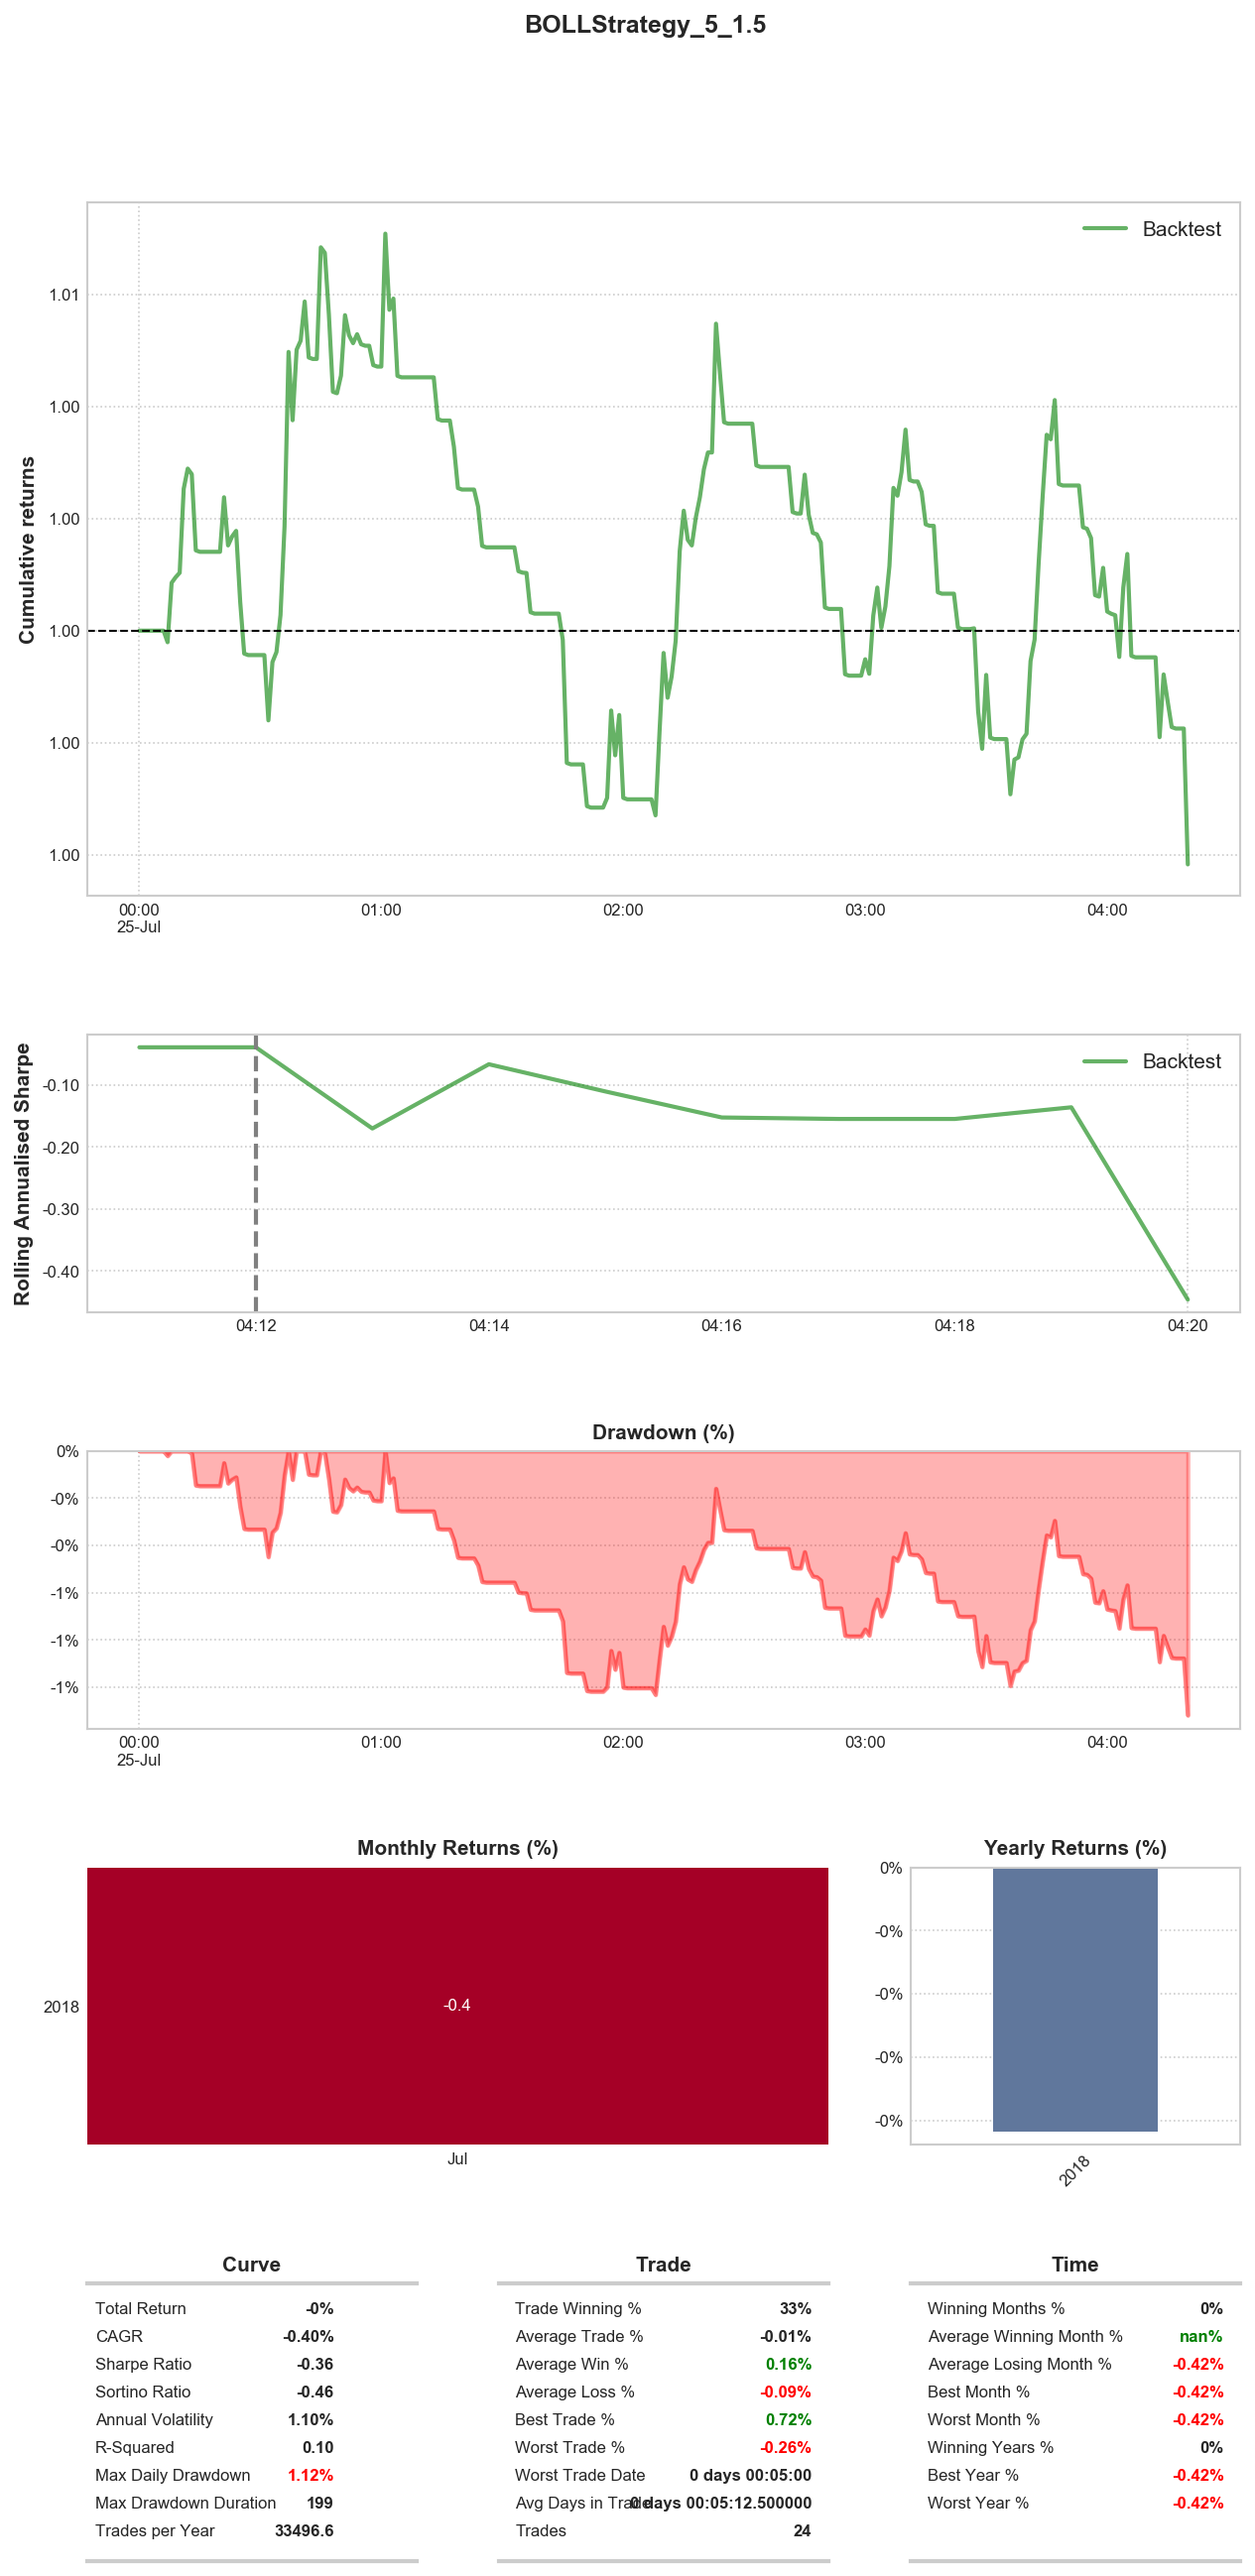 BOLLStrategy_5_1.5
Backtest
Cumulative returns
1.01
1.00
1.00
1.00
1.00
1.00
00:00 01:00 02:00 03:00 04:00
25-Jul
Backtest
Rolling Annualised Sharpe
-0.10
-0.20
-0.30
-0.40
04:12 04:14 04:16 04:18 04:20
Drawdown (%)
0%
-0%
-0%
-1%
-1%
-1%
00:00 01:00 02:00 03:00 04:00
25-Jul
Monthly Returns (%)
2018
-0.4
Jul
Yearly Returns (%)
0%
-0%
-0%
-0%
-0%
2018
Curve
Total Return -0%
CAGR -0.40%
Sharpe Ratio -0.36
Sortino Ratio -0.46
Annual Volatility 1.10%
R-Squared 0.10
Max Daily Drawdown 1.12%
Max Drawdown Duration 199
Trades per Year 33496.6
Trade
Trade Winning % 33%
Average Trade % -0.01%
Average Win % 0.16%
Average Loss % -0.09%
Best Trade % 0.72%
Worst Trade % -0.26%
Worst Trade Date 0 days 00:05:00
Avg Days in Trade 0 days 00:05:12.500000
Trades 24
Time
Winning Months % 0%
Average Winning Month % nan%
Average Losing Month % -0.42%
Best Month % -0.42%
Worst Month % -0.42%
Winning Years % 0%
Best Year % -0.42%
Worst Year % -0.42%